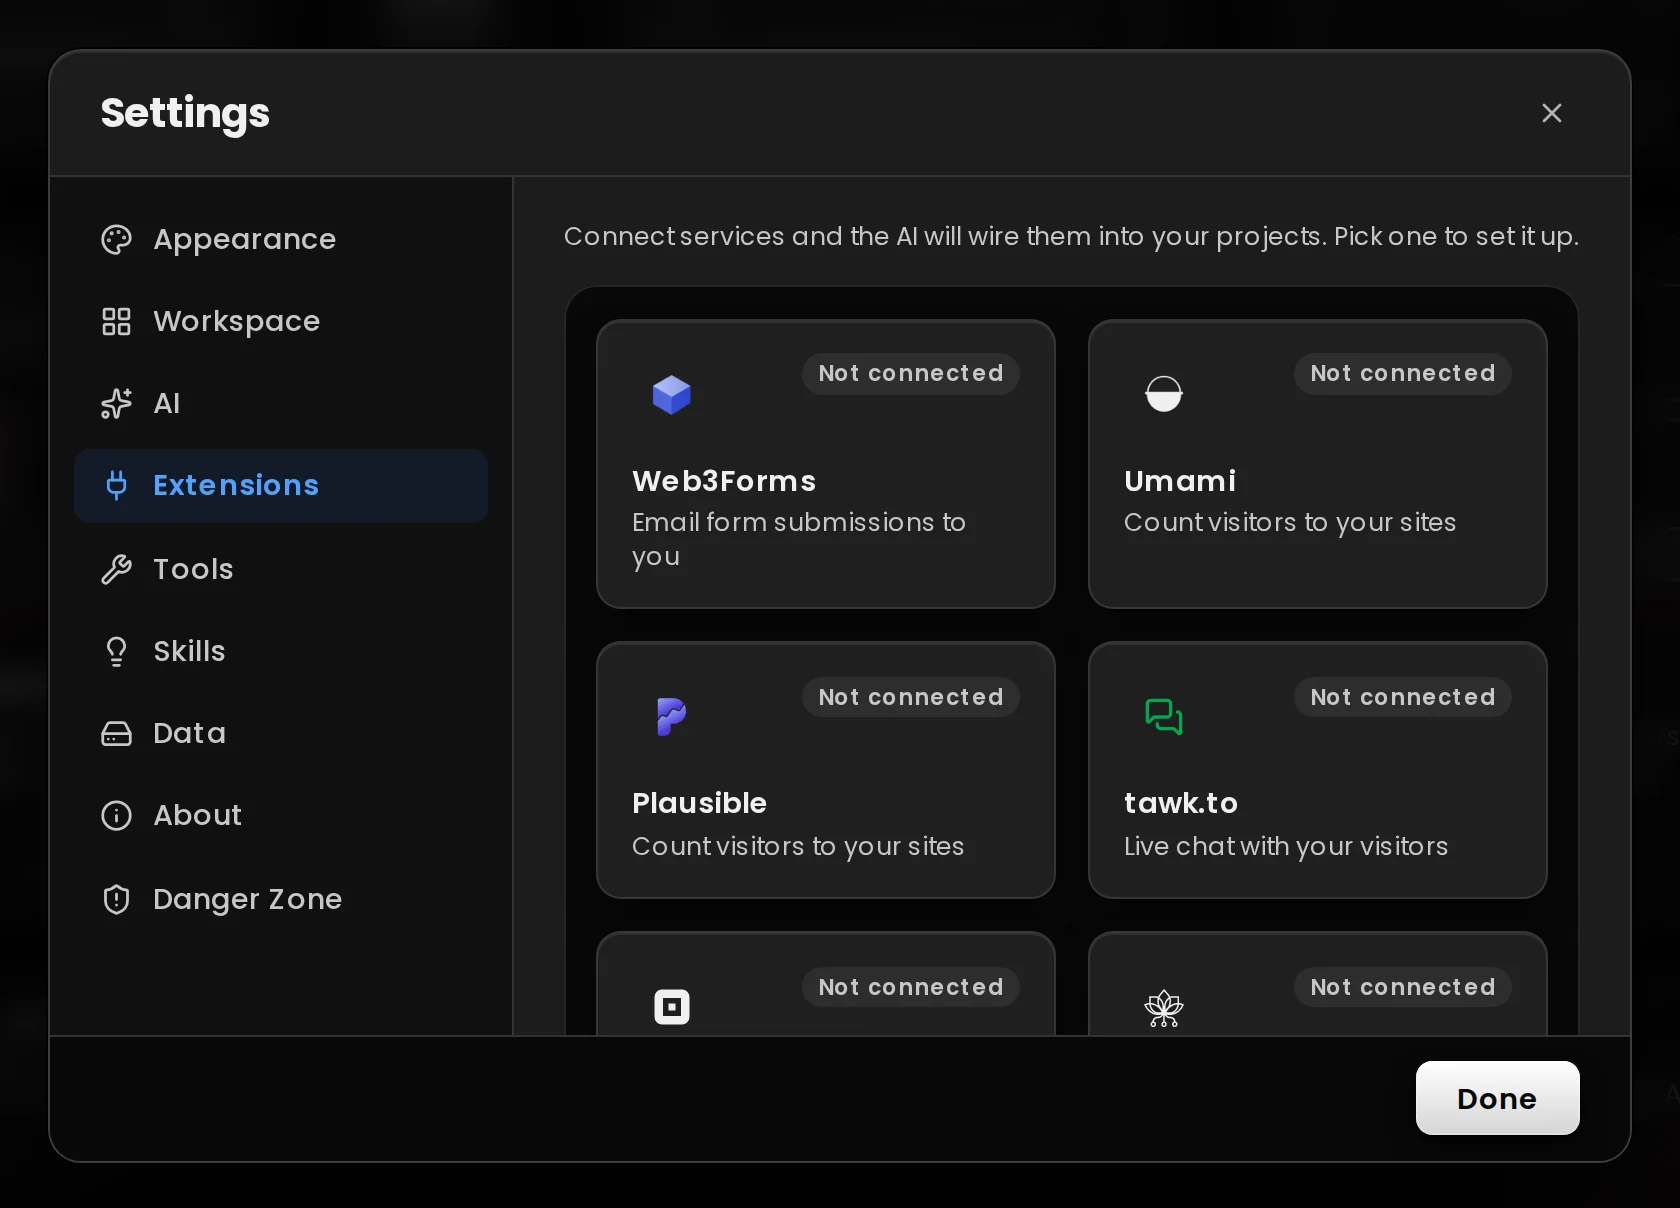 Settings
Appearance
Workspace
AI
Extensions
Tools
Skills
Data
About
Danger Zone
Connect services and the AI will wire them into your projects. Pick one to set it up.
Not connected
Web3Forms
Email form submissions to
you
Not connected
Umami
Count visitors to your sites
Not connected
Plausible
Count visitors to your sites
Not connected
tawk.to
Live chat with your visitors
Not connected
Not connected
Done